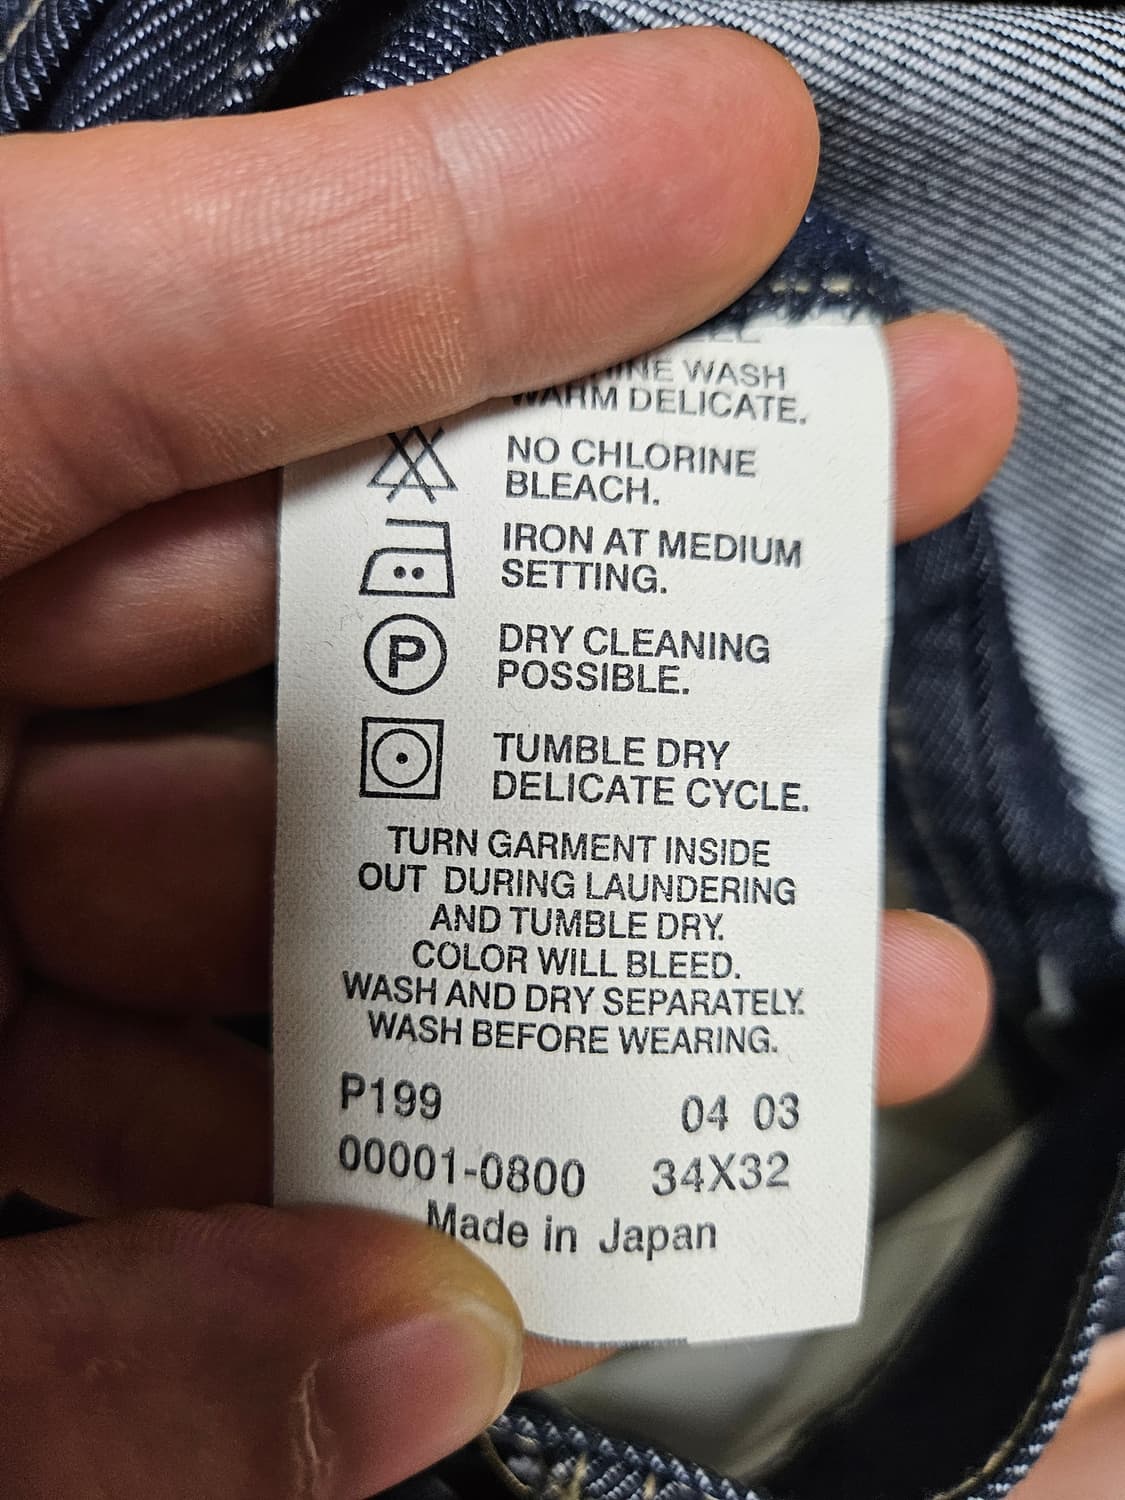 WASH
WARM DELICATE.
NO CHLORINE
BLEACH.
IRON AT MEDIUM
SETTING.
P
DRY CLEANING
POSSIBLE.
TUMBLE DRY
DELICATE CYCLE.
TURN GARMENT INSIDE
OUT DURING LAUNDERING
AND TUMBLE DRY.
COLOR WILL BLEED.
WASH AND DRY SEPARATELY.
WASH BEFORE WEARING.
P199 04 03
00001-0800 34X32
Made in Japan